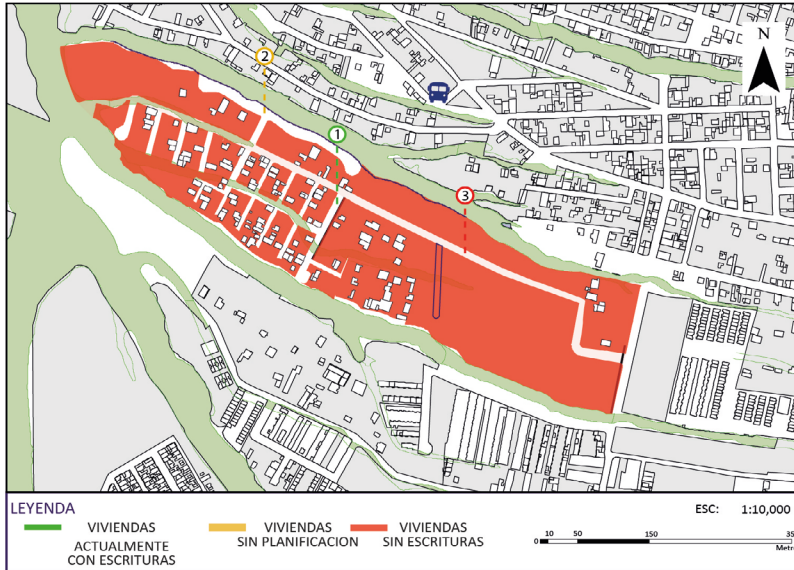 N
2
1
3
LEYENDA
VIVIENDAS
ACTUALMENTE
CON ESCRITURAS
VIVIENDAS
SIN PLANIFICACION
VIVIENDAS
SIN ESCRITURAS
ESC: 1:10,000
0 10 50 150 35
Metr